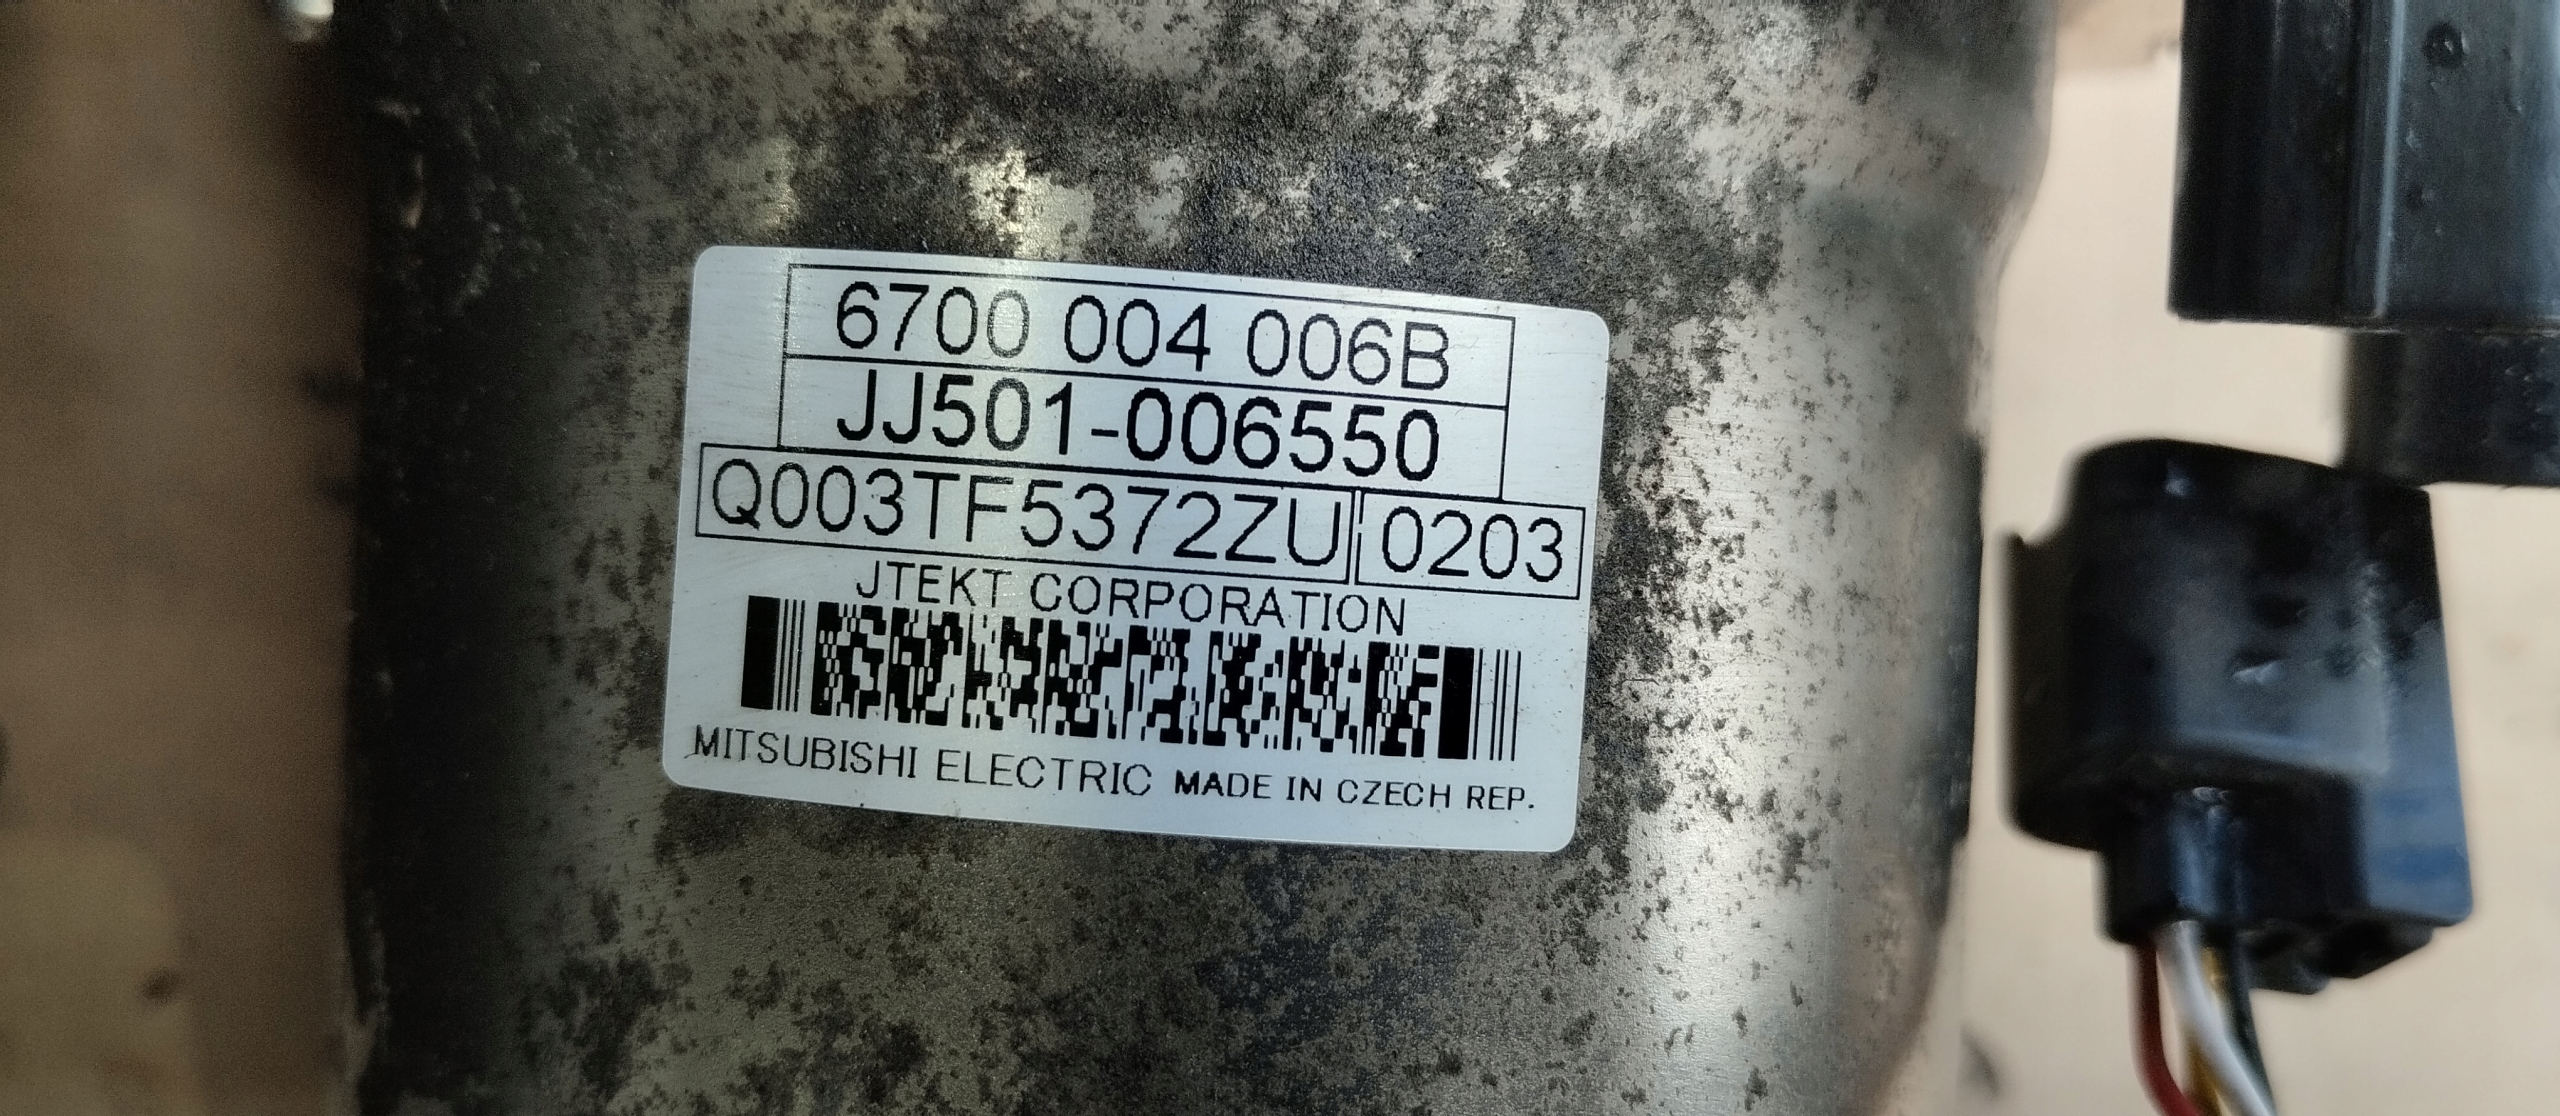 6700 004 006B
JJ501-006550
Q003TF5372ZU 0203
JTEKT CORPORATION
MITSUBISHI ELECTRIC MADE IN CZECH REP.